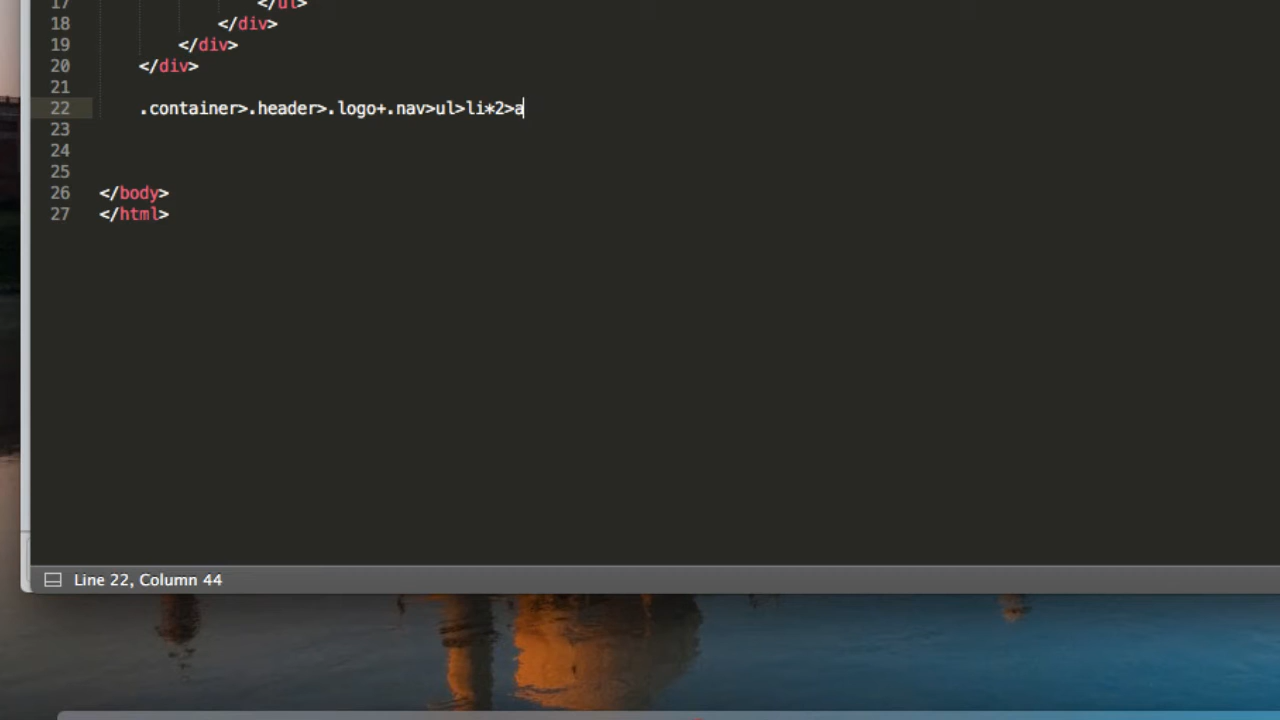 17 </ul>
18 </div>
19 </div>
20 </div>
21
22 .container>.header>.logo+.nav>ul>li*2>a
23
24
25
26 </body>
27 </html>
Line 22, Column 44